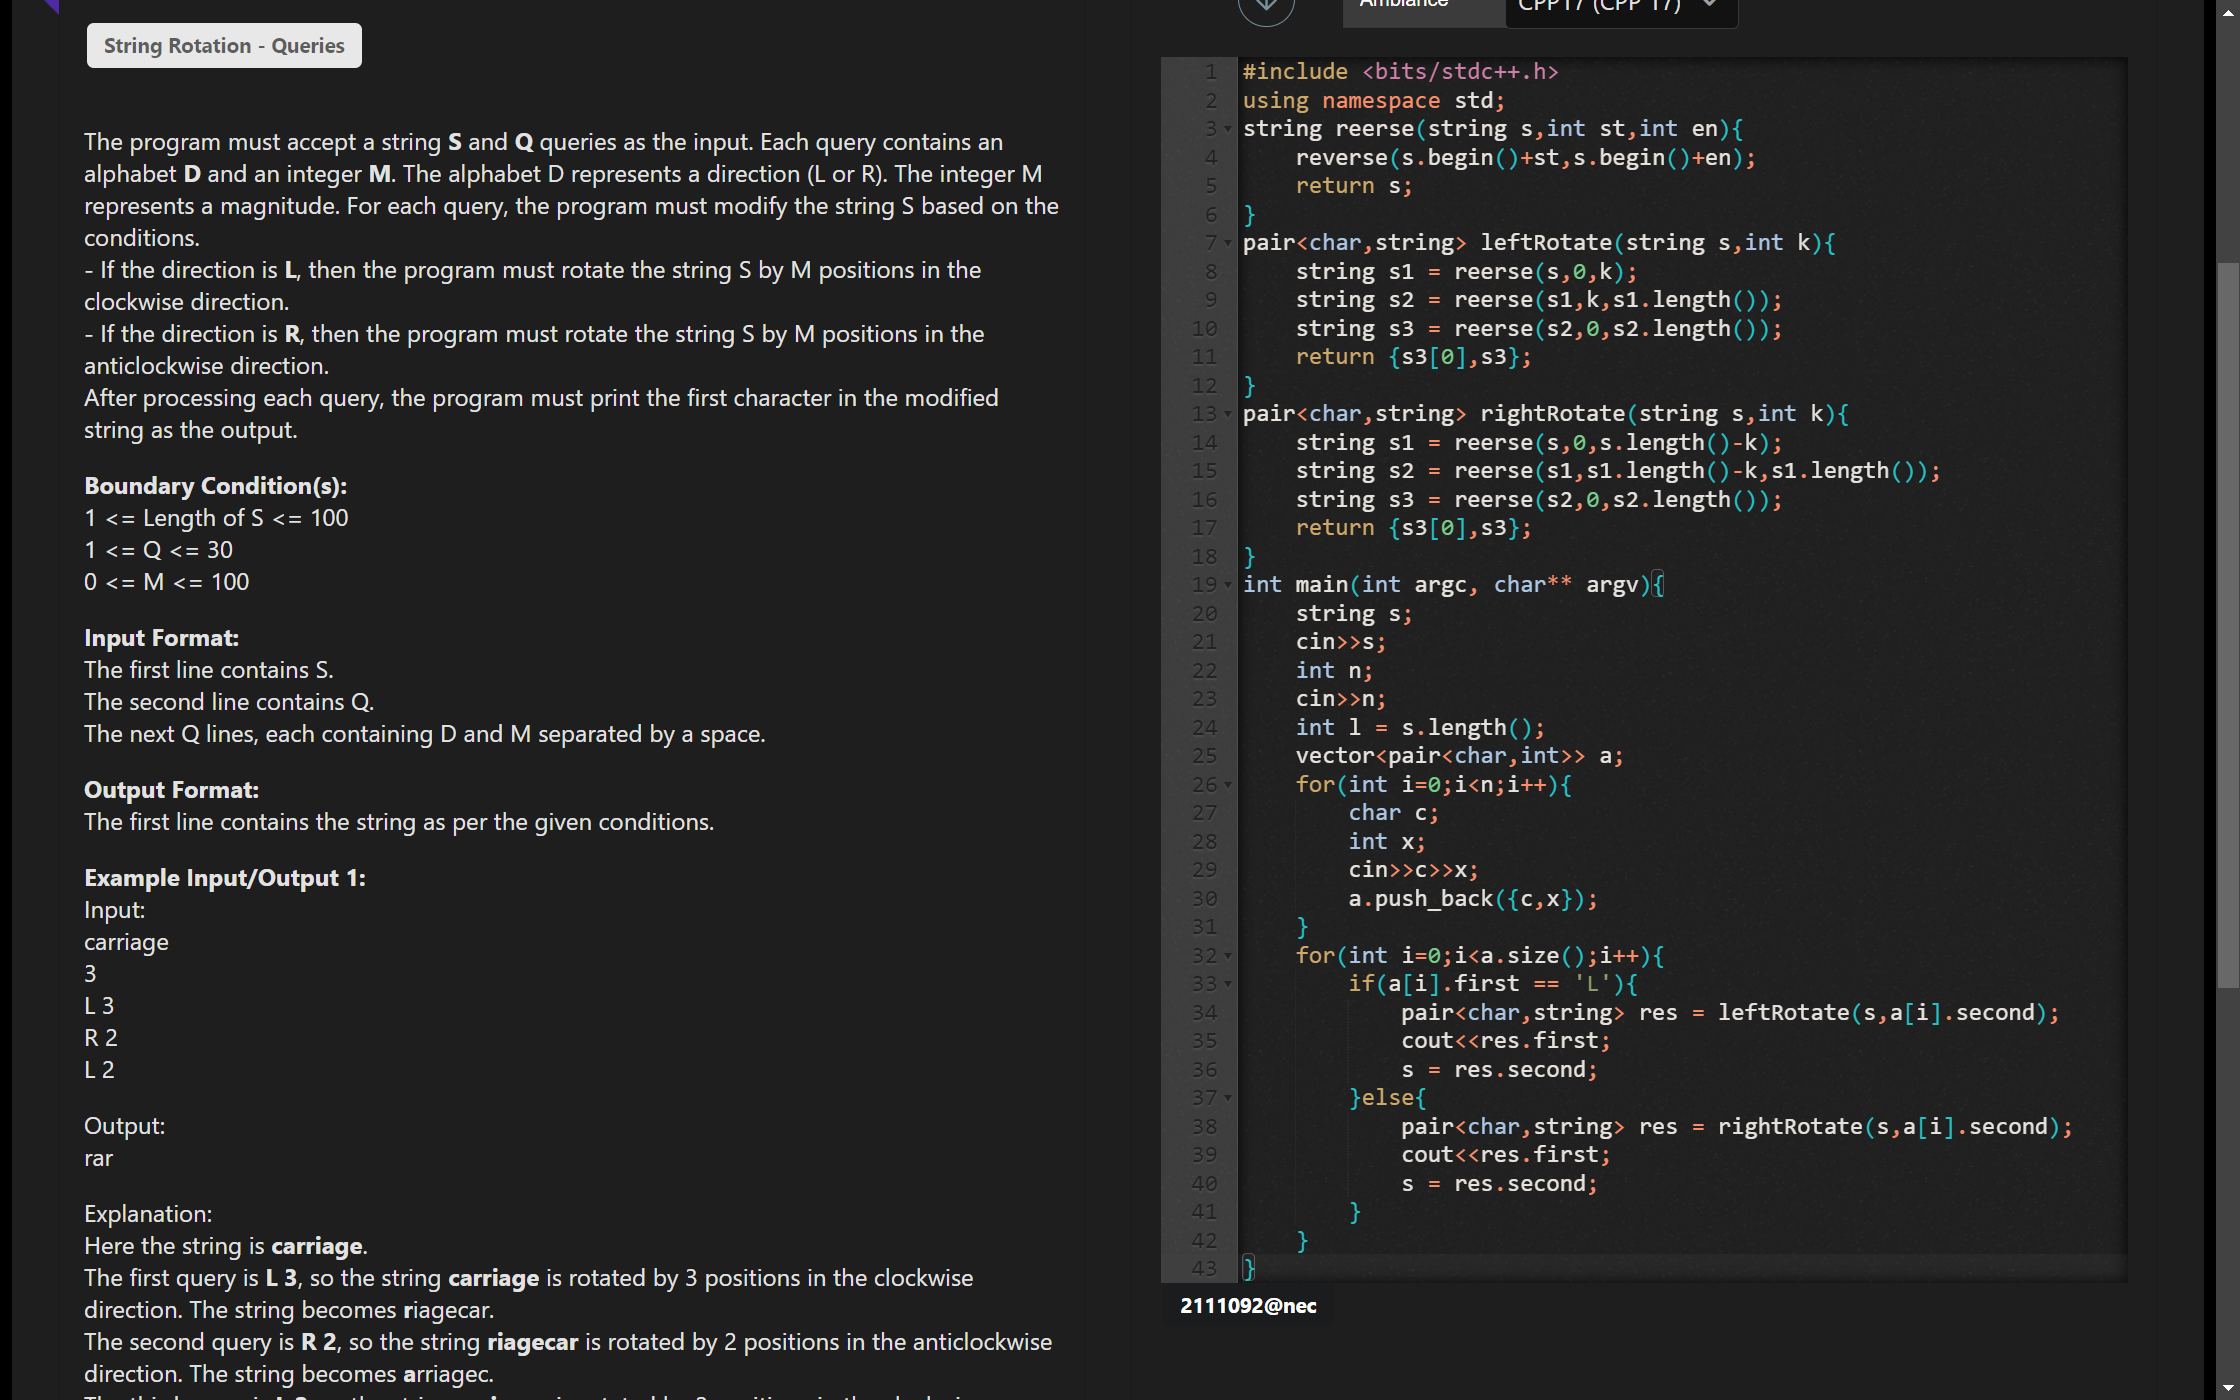 String Rotation - Queries
The program must accept a string S and Q queries as the input. Each query contains an
alphabet D and an integer M. The alphabet D represents a direction (L or R). The integer M
represents a magnitude. For each query, the program must modify the string S based on the
conditions.
- If the direction is L, then the program must rotate the string S by M positions in the
clockwise direction.
- If the direction is R, then the program must rotate the string S by M positions in the
anticlockwise direction.
After processing each query, the program must print the first character in the modified
string as the output.
Boundary Condition(s):
1 <= Length of S <= 100
1 <= Q <= 30
0 <= M <= 100
Input Format:
The first line contains S.
The second line contains Q.
The next Q lines, each containing D and M separated by a space.
Output Format:
The first line contains the string as per the given conditions.
Example Input/Output 1:
Input:
carriage
3
L 3
R 2
L 2
Output:
rar
Explanation:
Here the string is carriage.
The first query is L 3, so the string carriage is rotated by 3 positions in the clockwise
direction. The string becomes riagecar.
The second query is R 2, so the string riagecar is rotated by 2 positions in the anticlockwise
direction. The string becomes arriagec.
Ambiance CPP17 (CPP 17)
1 #include <bits/stdc++.h>
2 using namespace std;
3 string reerse(string s,int st,int en){
4 reverse(s.begin()+st,s.begin()+en);
5 return s;
6 }
7 pair<char,string> leftRotate(string s,int k){
8 string s1 = reerse(s,0,k);
9 string s2 = reerse(s1,k,s1.length());
10 string s3 = reerse(s2,0,s2.length());
11 return {s3[0],s3};
12 }
13 pair<char,string> rightRotate(string s,int k){
14 string s1 = reerse(s,0,s.length()-k);
15 string s2 = reerse(s1,s1.length()-k,s1.length());
16 string s3 = reerse(s2,0,s2.length());
17 return {s3[0],s3};
18 }
19 int main(int argc, char** argv){
20 string s;
21 cin>>s;
22 int n;
23 cin>>n;
24 int l = s.length();
25 vector<pair<char,int>> a;
26 for(int i=0;i<n;i++){
27 char c;
28 int x;
29 cin>>c>>x;
30 a.push_back({c,x});
31 }
32 for(int i=0;i<a.size();i++){
33 if(a[i].first == 'L'){
34 pair<char,string> res = leftRotate(s,a[i].second);
35 cout<<res.first;
36 s = res.second;
37 }else{
38 pair<char,string> res = rightRotate(s,a[i].second);
39 cout<<res.first;
40 s = res.second;
41 }
42 }
43 }
2111092@nec